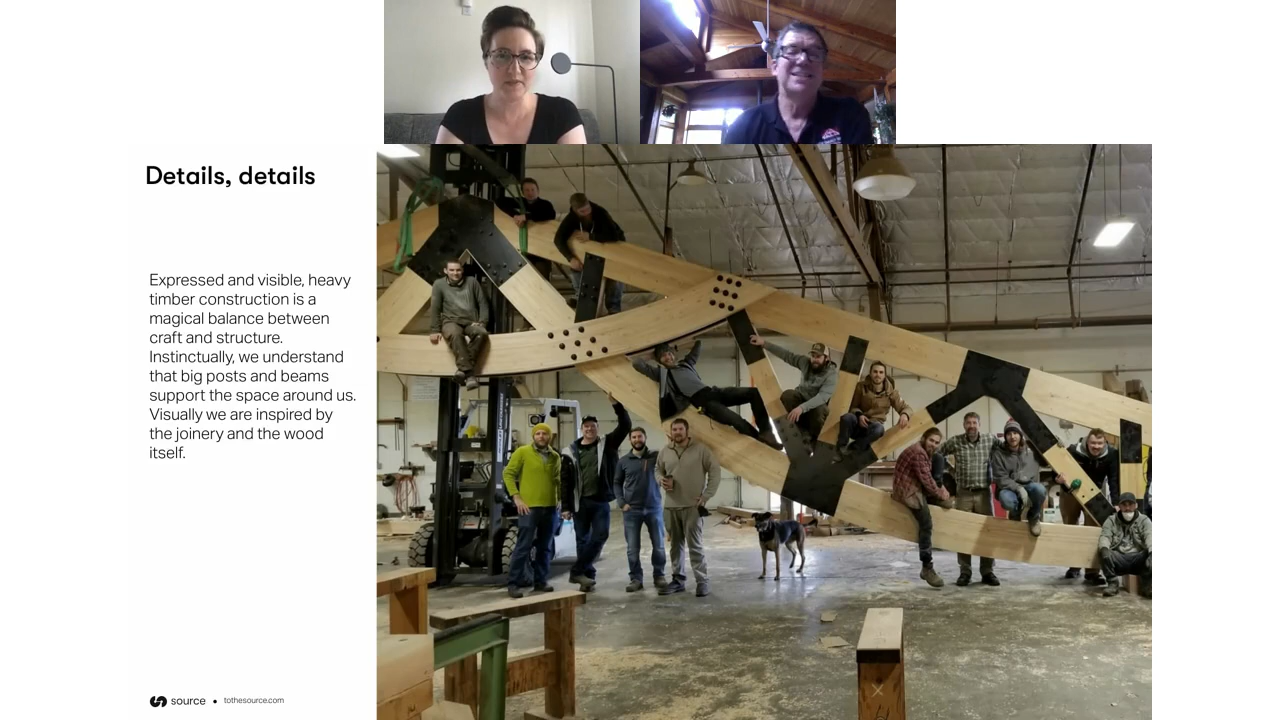 Details, details
Expressed and visible, heavy
timber construction is a
magical balance between
craft and structure.
Instinctually, we understand
that big posts and beams
support the space around us.
Visually we are inspired by
the joinery and the wood
itself.
source • tothesource.com